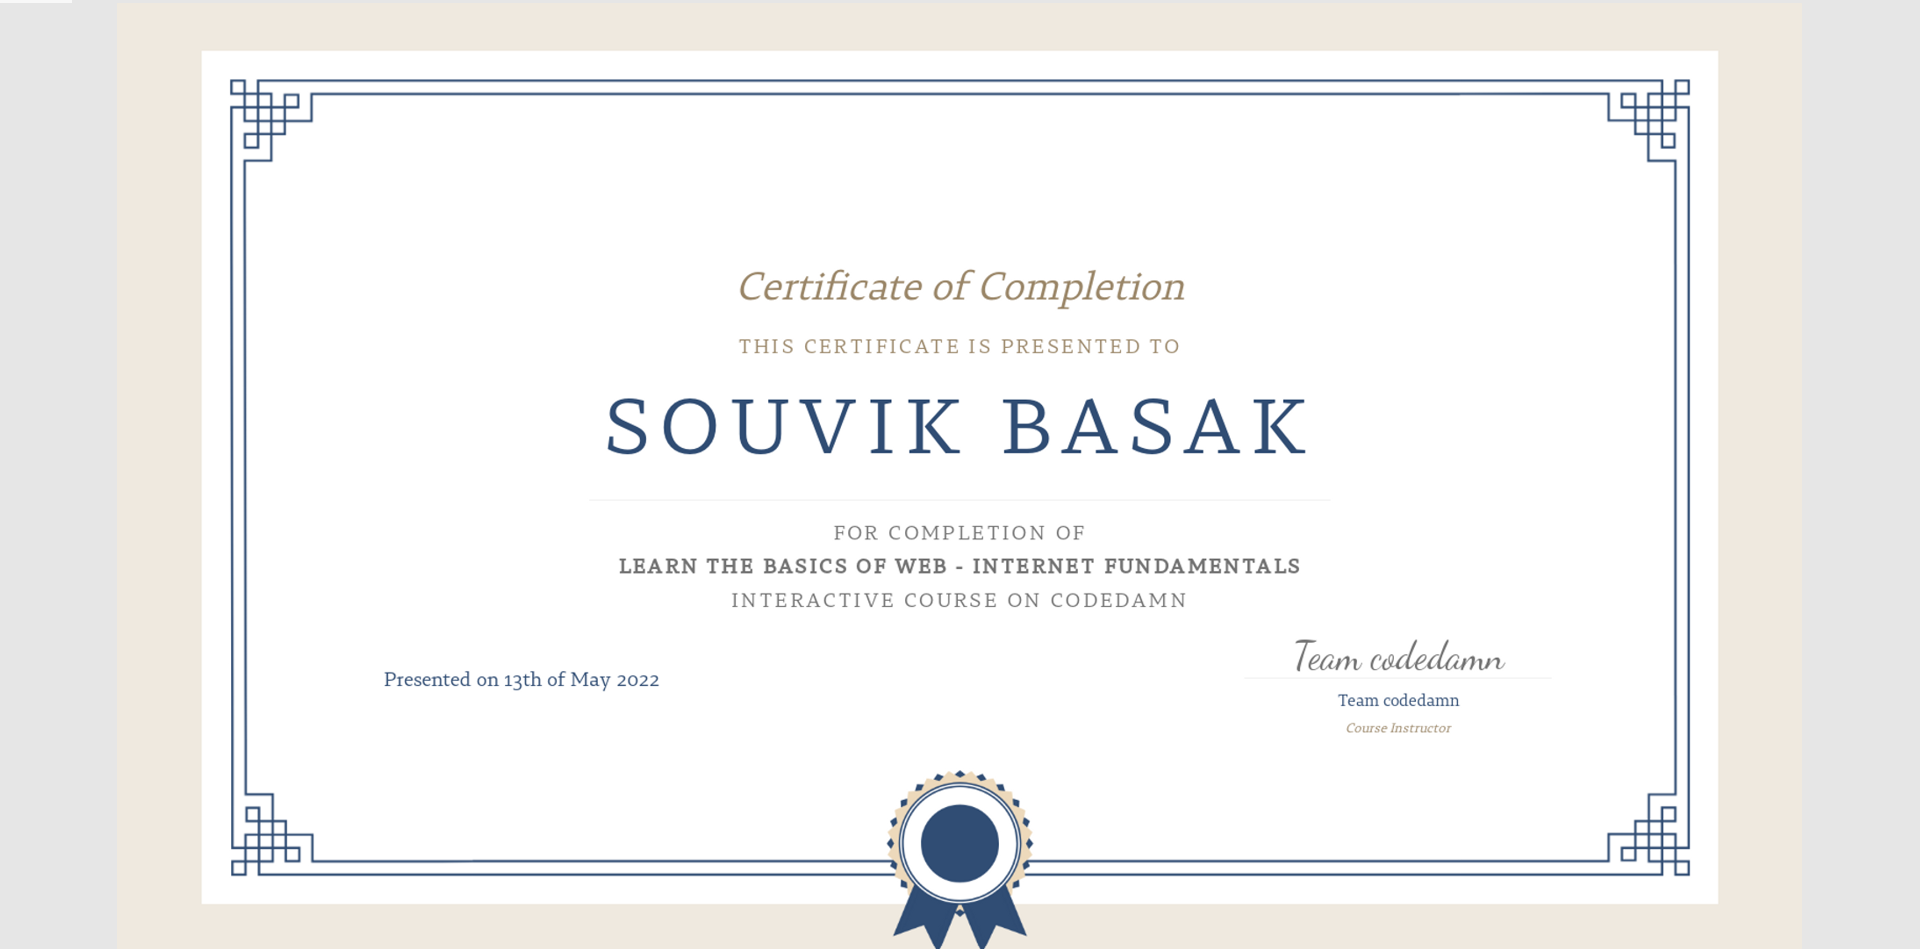 Certificate of Completion
THIS CERTIFICATE IS PRESENTED TO
SOUVIK BASAK
FOR COMPLETION OF
LEARN THE BASICS OF WEB - INTERNET FUNDAMENTALS
INTERACTIVE COURSE ON CODEDAMN
Presented on 13th of May 2022
Team codedamn
Team codedamn
Course Instructor